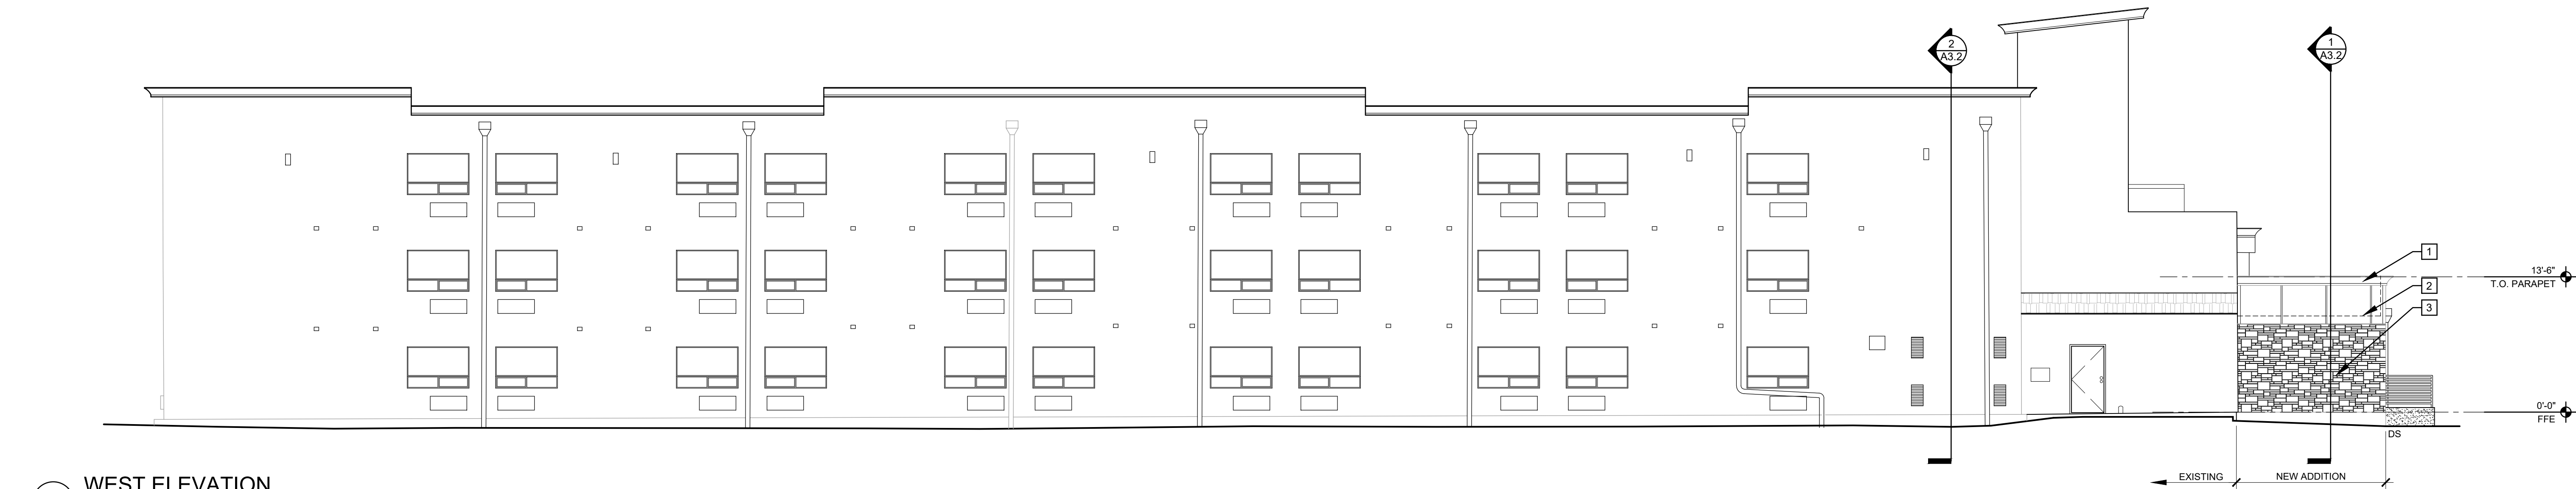 2
A3.2
1
A3.2
1
13'-6"
T.O. PARAPET
2
3
0'-0"
FFE
DS
EXISTING
NEW ADDITION
WEST ELEVATION